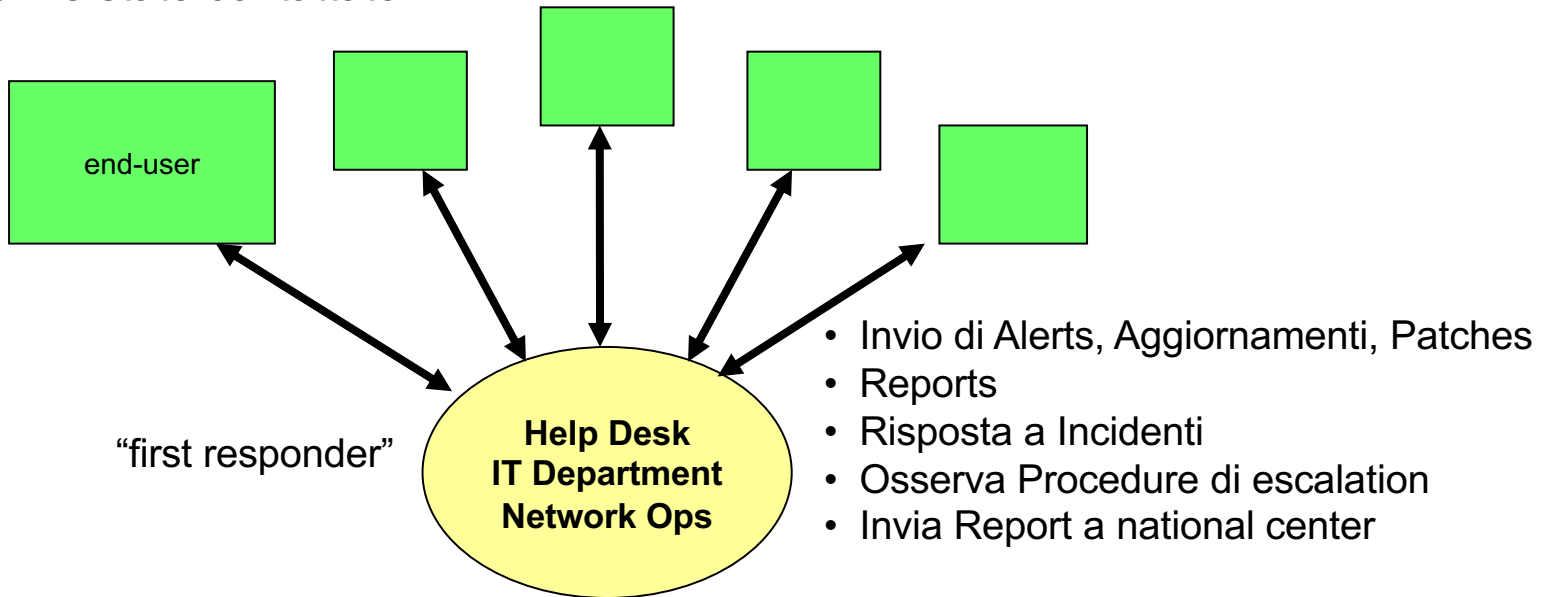 end-user
"first responder"
Help Desk
IT Department
Network Ops
• Invio di Alerts, Aggiornamenti, Patches
• Reports
• Risposta a Incidenti
• Osserva Procedure di escalation
• Invia Report a national center